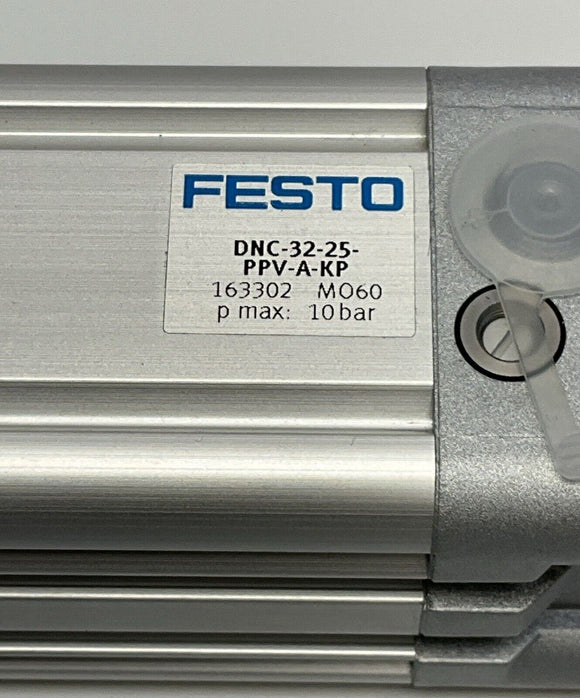 FESTO
DNC-32-25-
PPV-A-KP
163302 MO60
p max: 10 bar